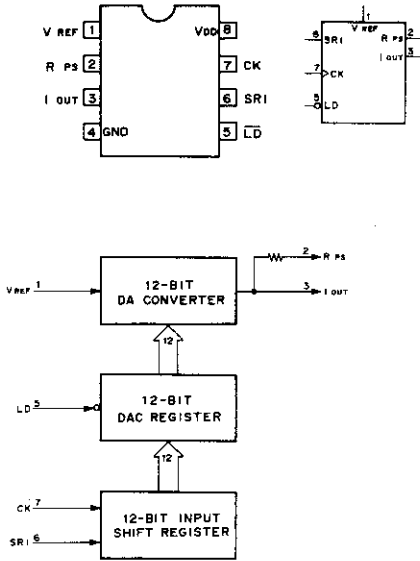 V REF 1
8 VDD
R PS 2
7 CK
I OUT 3
6 SRI
4 GND
5 LD
1
V REF
6 SRI
R PS 2
I OUT 3
7 CK
5 LD
2 R PS
VREF 1
12-BIT
DA CONVERTER
3 I OUT
12
LD 5
12-BIT
DAC REGISTER
12
CK 7
SRI 6
12-BIT INPUT
SHIFT REGISTER